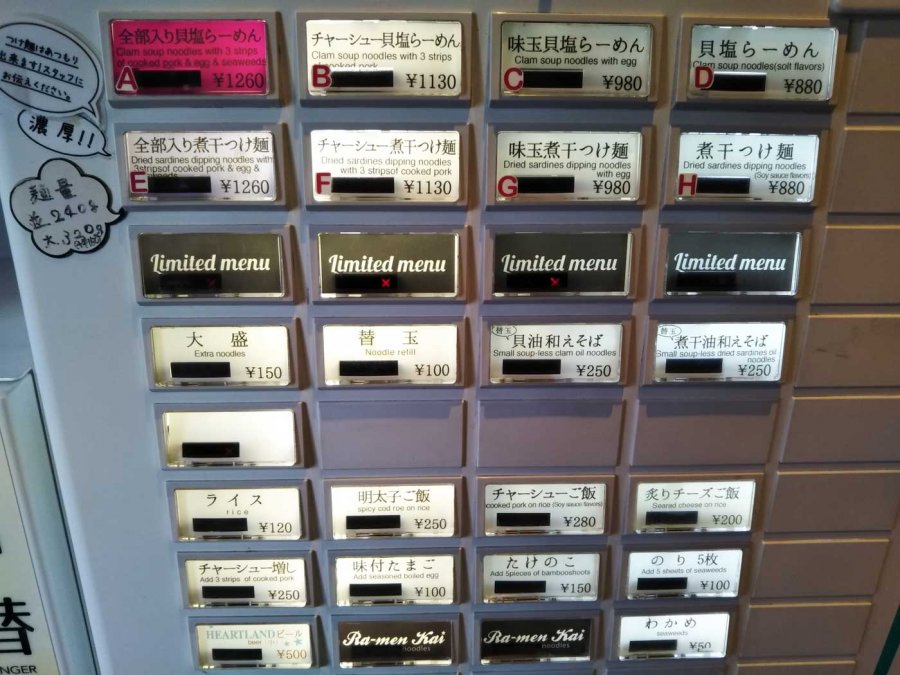 つけ麺はあつもり
出来ます!スタッフに
お伝えください。
濃厚!!
麺量
並240g
大320g
全部入り貝塩らーめん
Clam soup noodles with 3 strips
of cooked pork & egg & seaweeds
A ¥1260
チャーシュー貝塩らーめん
Clam soup noodles with 3 strips
of cooked pork
B ¥1130
味玉貝塩らーめん
Clam soup noodles with egg
C ¥980
貝塩らーめん
Clam soup noodles(solt flavors)
D ¥880
全部入り煮干つけ麺
Dried sardines dipping noodles with
3stripsof cooked pork & egg &
seaweeds
E ¥1260
チャーシュー煮干つけ麺
Dried sardines dipping noodles
with 3 stripsof cooked pork
F ¥1130
味玉煮干つけ麺
Dried sardines dipping noodles
with egg
G ¥980
煮干つけ麺
Dried sardines dipping noodles
(Soy sauce flavors)
H ¥880
Limited menu
Limited menu
Limited menu
Limited menu
大盛
Extra noodles
¥150
替玉
Noodle refill
¥100
替玉
貝油和えそば
Small soup-less clam oil noodles
¥250
替玉
煮干油和えそば
Small soup-less dried sardines oil
noodles
¥250
ライス
rice
¥120
明太子ご飯
spicy cod roe on rice
¥250
チャーシューご飯
cooked pork on rice (Soy sauce flavors)
¥280
炙りチーズご飯
Seared cheese on rice
¥200
チャーシュー増し
Add 3 strips of cooked pork
¥250
味付たまご
Add seasoned boiled egg
¥100
たけのこ
Add 5pieces of bambooshoots
¥150
のり 5枚
Add 5 sheets of seaweeds
¥100
HEARTLANDビール
beer
¥500
Ra-men Kai
noodles
Ra-men Kai
noodles
わかめ
seaweeds
¥50
替
NGER